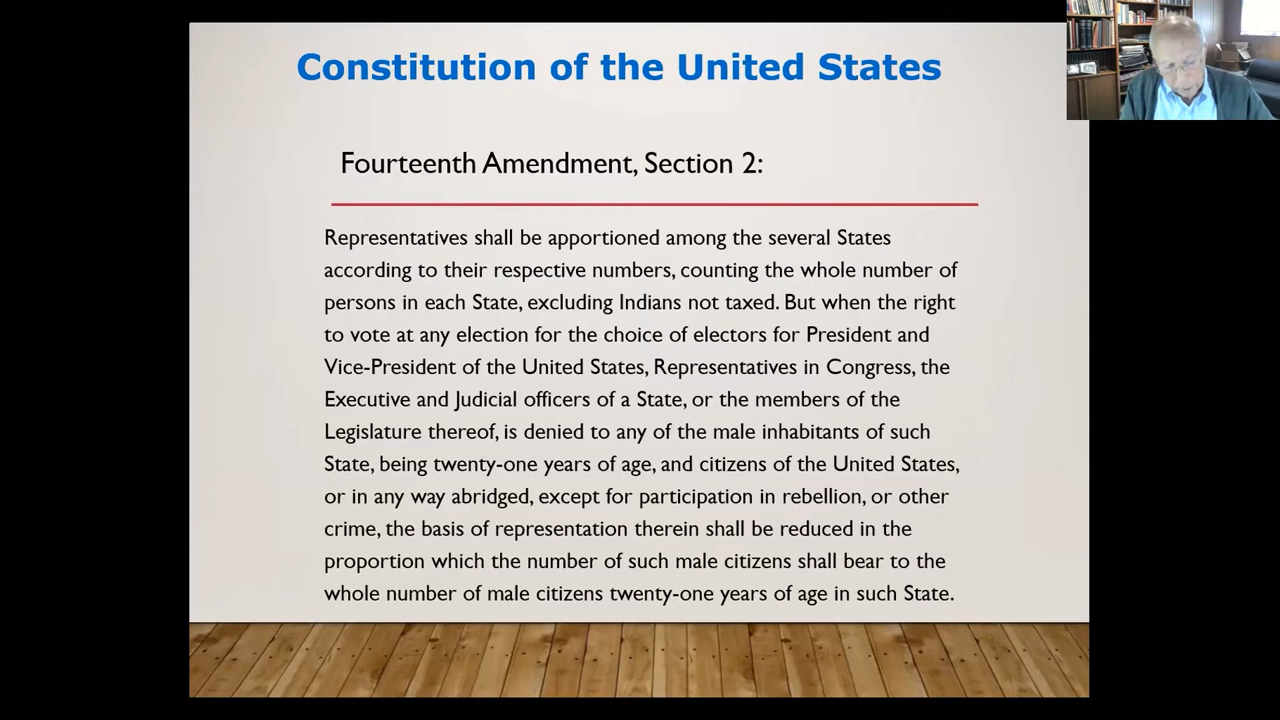 Constitution of the United States
Fourteenth Amendment, Section 2:
Representatives shall be apportioned among the several States
according to their respective numbers, counting the whole number of
persons in each State, excluding Indians not taxed. But when the right
to vote at any election for the choice of electors for President and
Vice-President of the United States, Representatives in Congress, the
Executive and Judicial officers of a State, or the members of the
Legislature thereof, is denied to any of the male inhabitants of such
State, being twenty-one years of age, and citizens of the United States,
or in any way abridged, except for participation in rebellion, or other
crime, the basis of representation therein shall be reduced in the
proportion which the number of such male citizens shall bear to the
whole number of male citizens twenty-one years of age in such State.